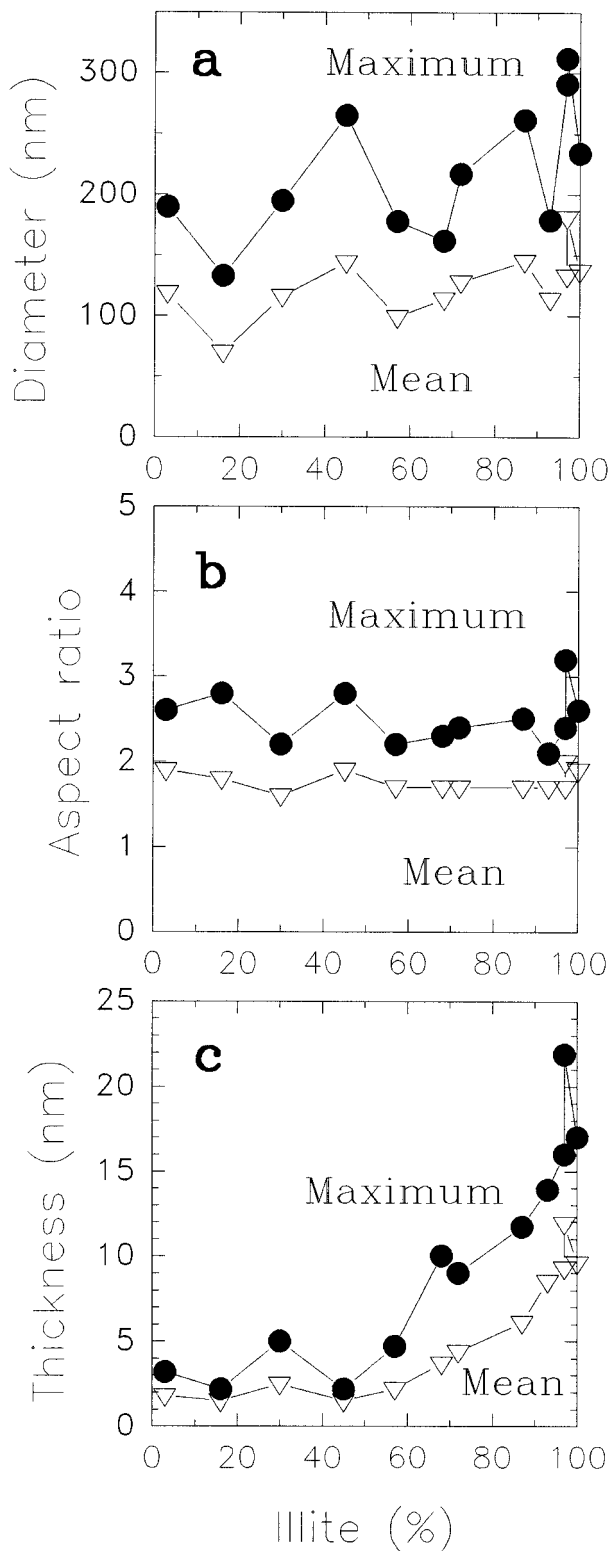 a
Maximum
Mean
Diameter (nm)
300
200
100
0
0 20 40 60 80 100
b
Maximum
Mean
Aspect ratio
5
4
3
2
1
0
0 20 40 60 80 100
c
Maximum
Mean
Thickness (nm)
25
20
15
10
5
0
0 20 40 60 80 100
Illite (%)